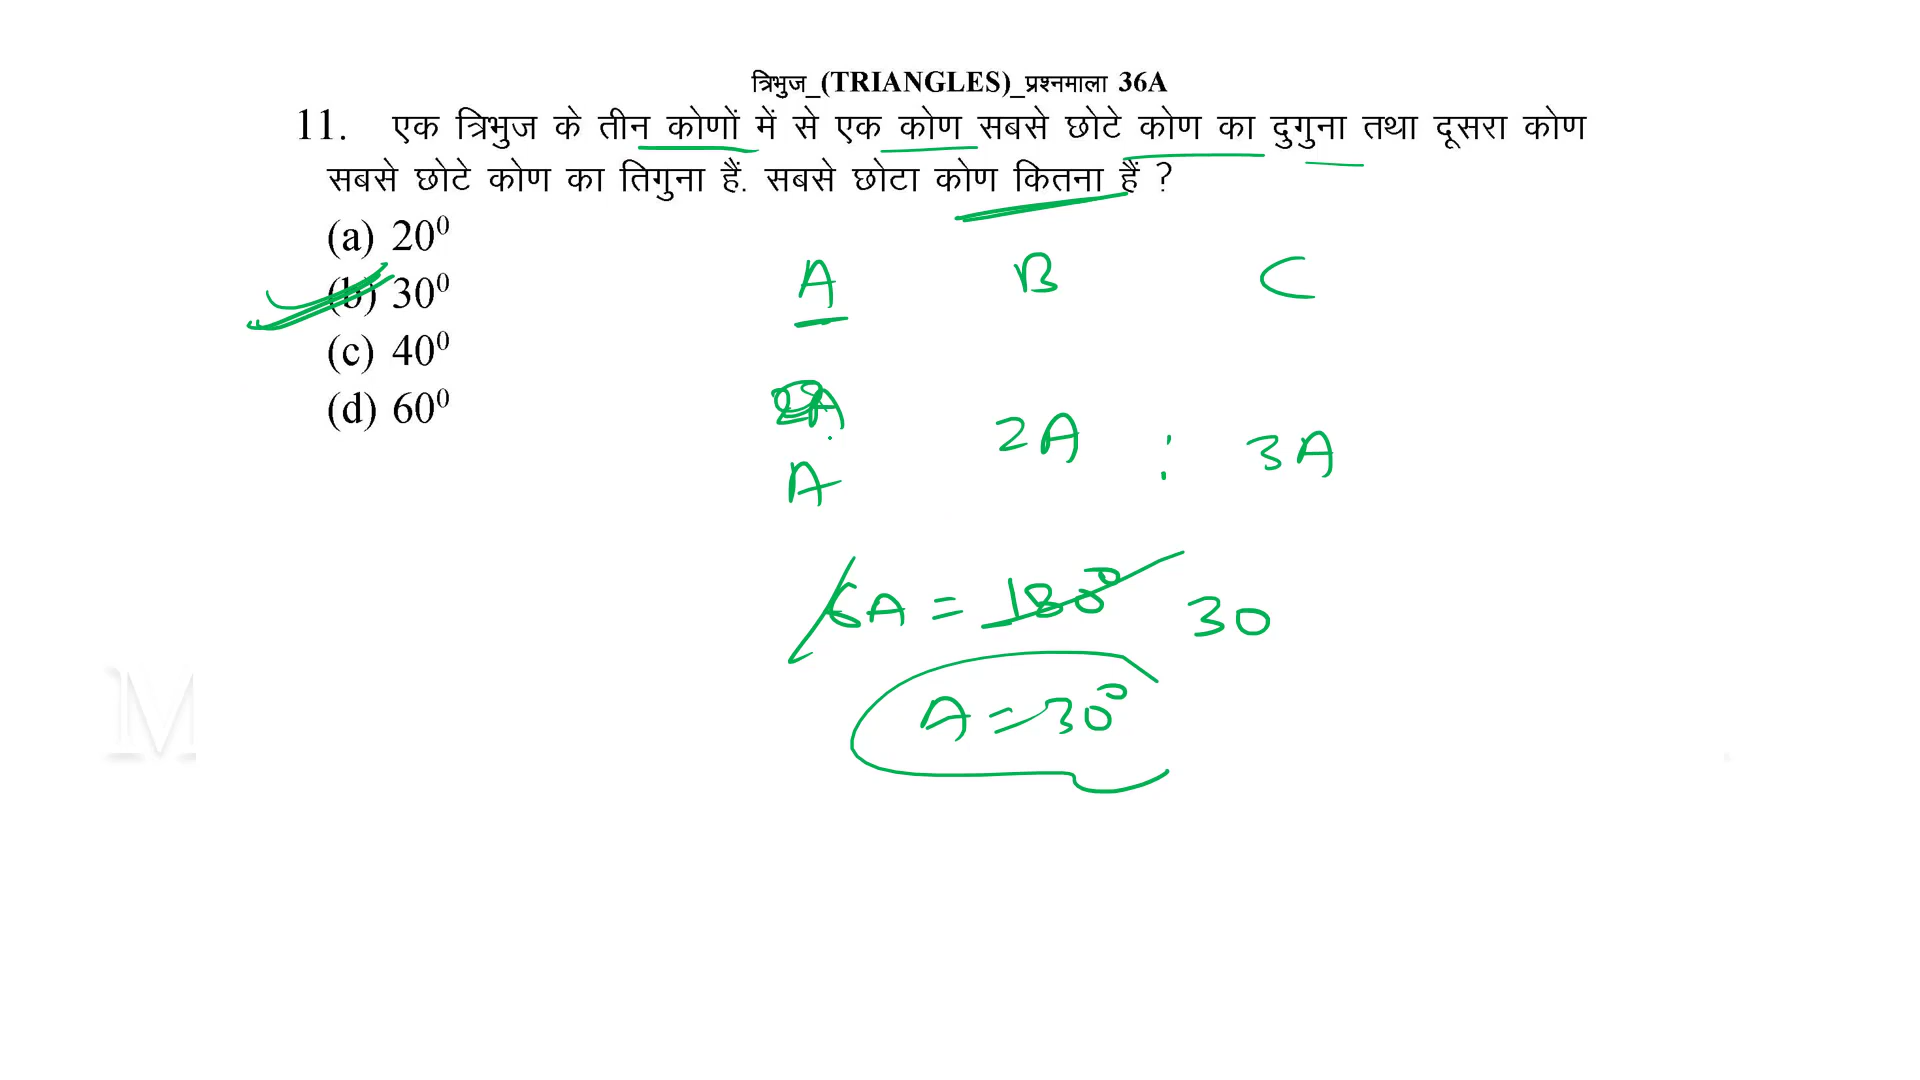 त्रिभुज_(TRIANGLES)_प्रश्नमाला 36A
11. एक त्रिभुज के तीन कोणों में से एक कोण सबसे छोटे कोण का दुगुना तथा दूसरा कोण
सबसे छोटे कोण का तिगुना हैं. सबसे छोटा कोण कितना हैं ?
(a) 20⁰
(b) 30⁰
(c) 40⁰
(d) 60⁰
A B C
A 2A : 3A
6A = 180° 30
A = 30°
M